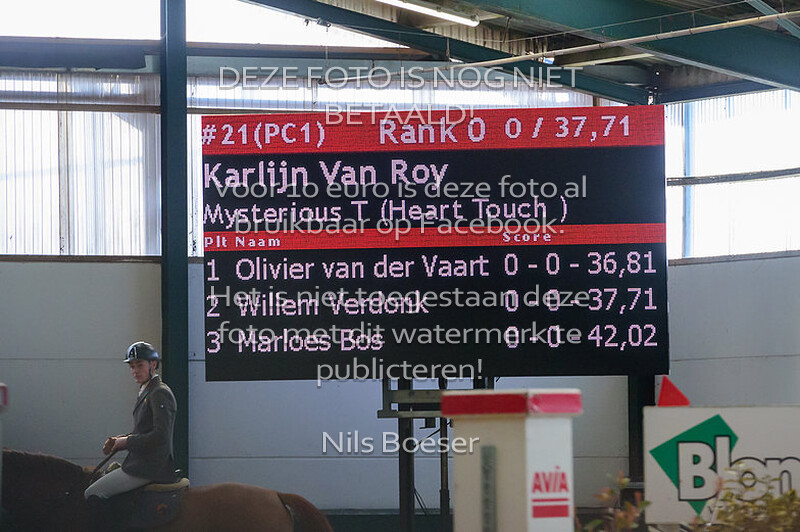 DEZE FOTO IS NOG NIET
BETAALD!
#21(PC1) Rank 0 0 / 37,71
Karlijn Van Roy
Voor 10 euro is deze foto al
Mysterious T (Heart Touch )
bruikbaar op Facebook.
Plt Naam Score
1 Olivier van der Vaart 0 - 0 - 36,81
Het is niet toegestaan deze
2 Willem Verdonk 0 - 0 - 37,71
foto met dit watermerk te
3 Marloes Bos 0 - 0 - 42,02
publiceren!
Nils Boeser
AVIA